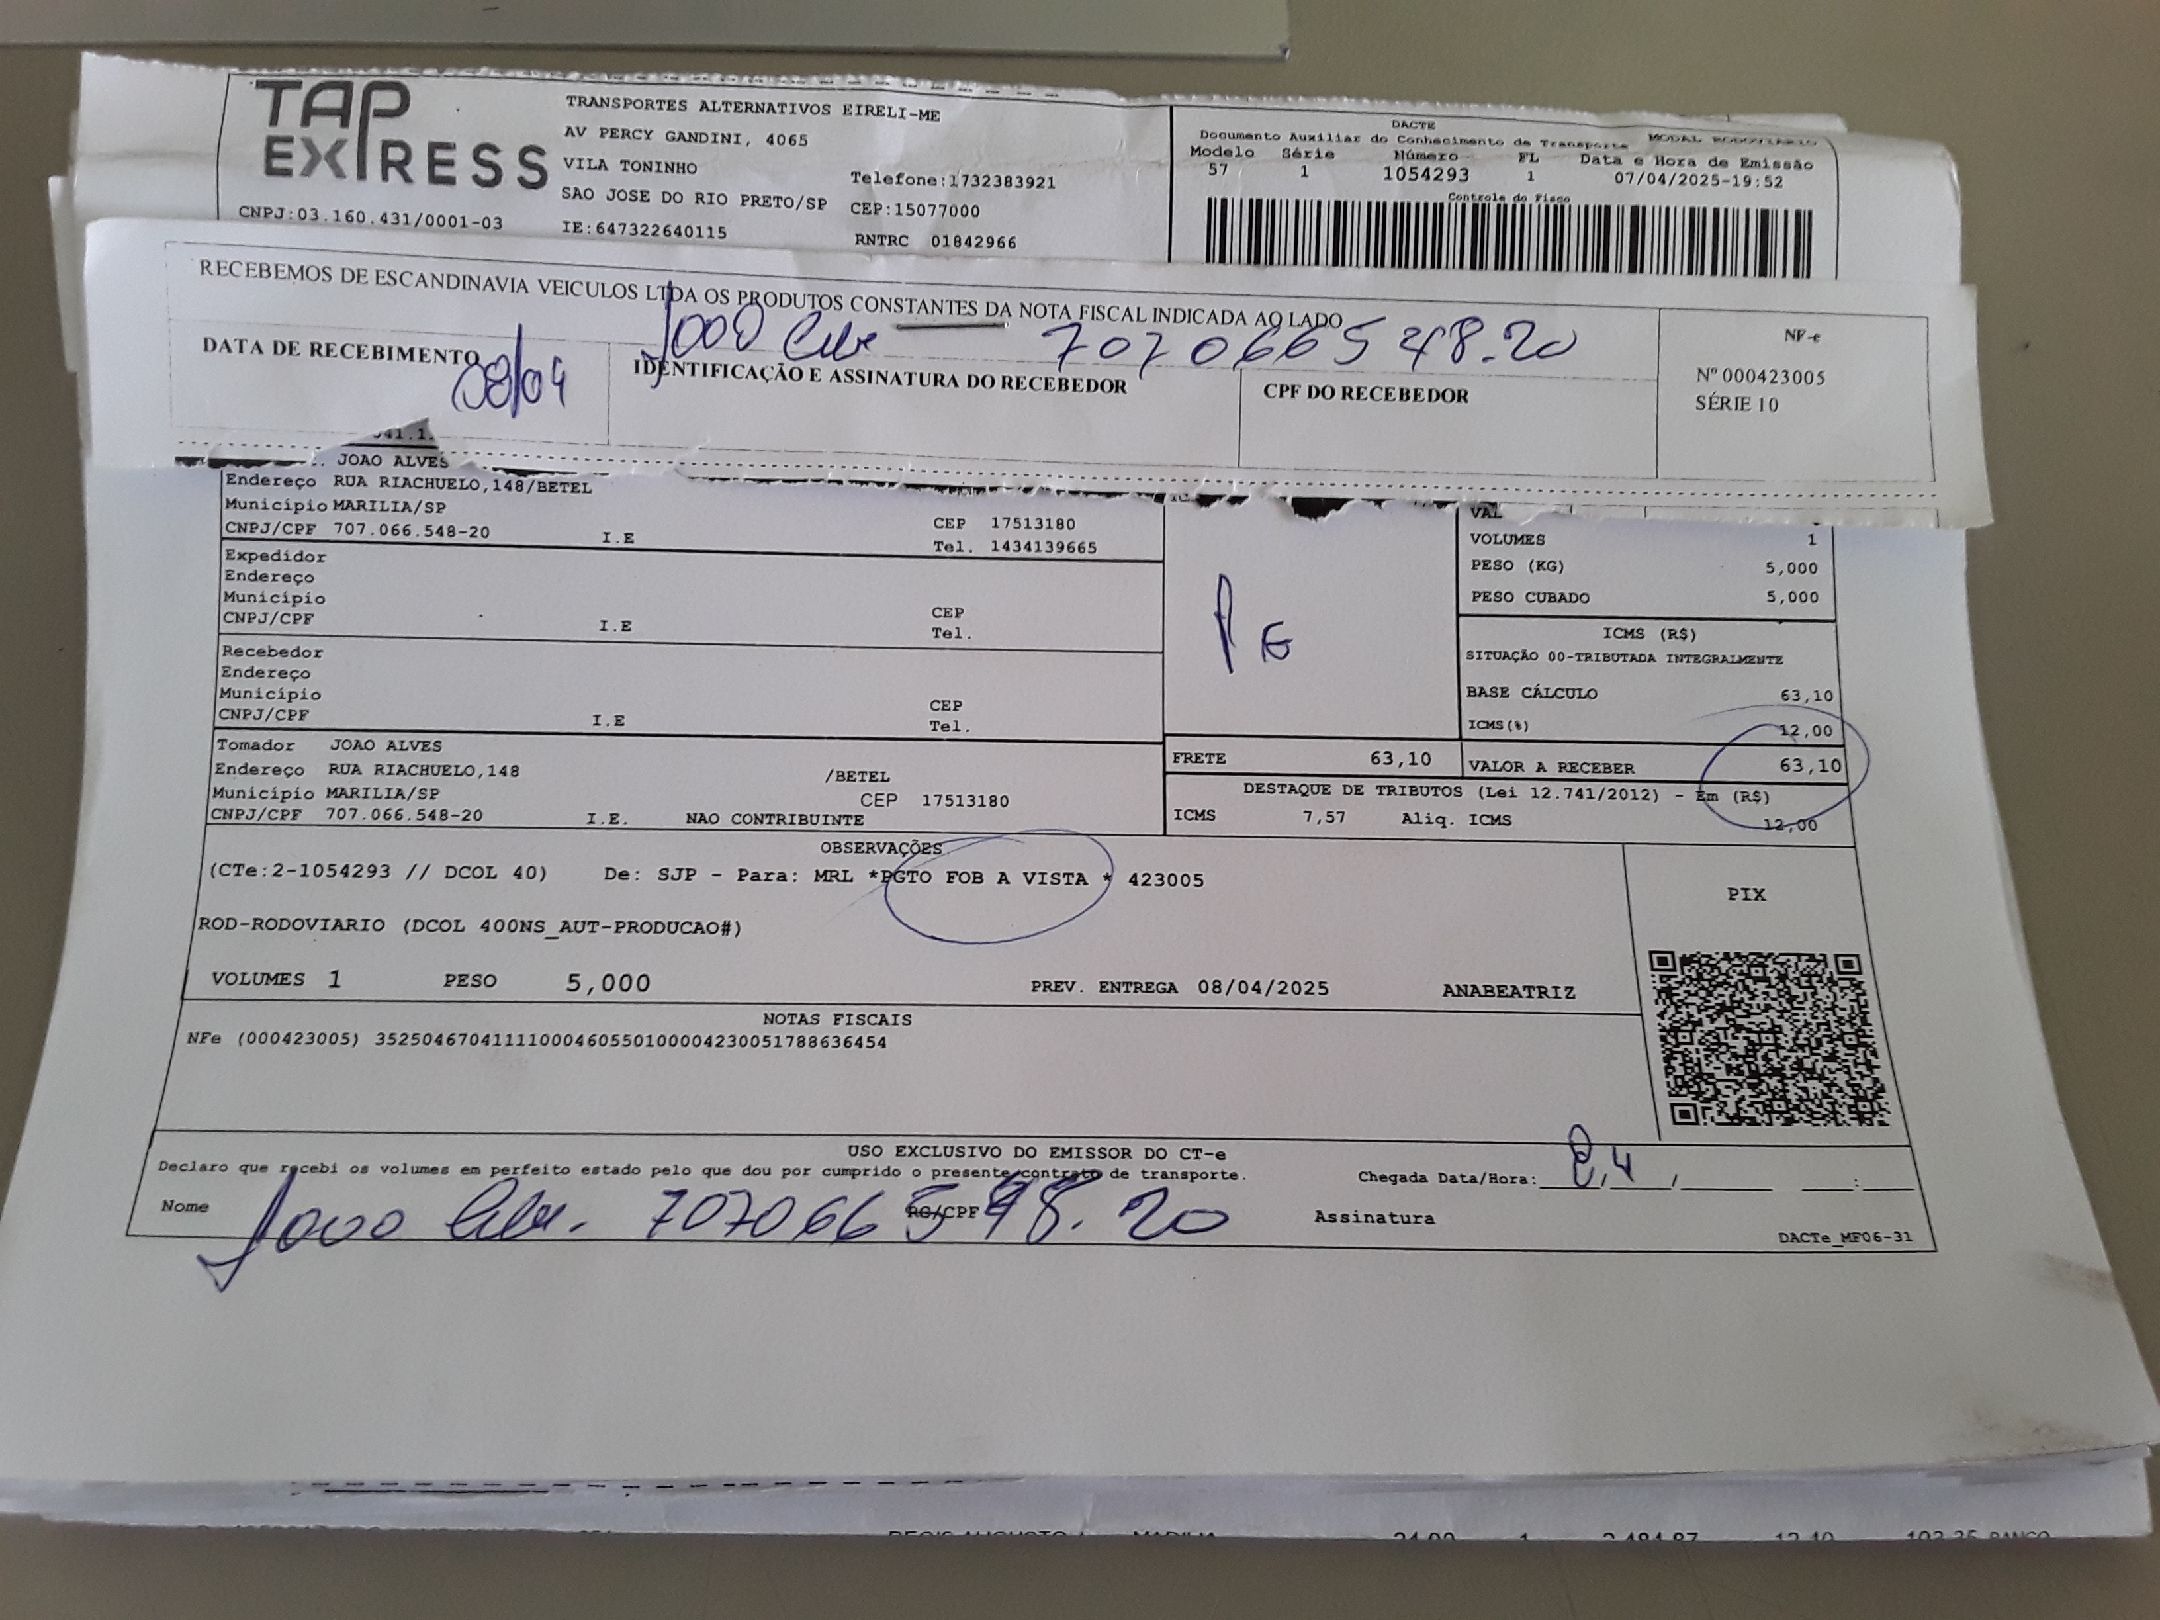 TAP EXPRESS
TRANSPORTES ALTERNATIVOS EIRELI-ME
AV PERCY GANDINI, 4065
VILA TONINHO
Telefone:1732383921
SAO JOSE DO RIO PRETO/SP CEP:15077000
CNPJ:03.160.431/0001-03 IE:647322640115 RNTRC 01842966
DACTE
Documento Auxiliar do Conhecimento de Transporte MODAL RODOVIÁRIO
Modelo Série Número FL Data e Hora de Emissão
57 1 1054293 1 07/04/2025-19:52
Controle do Fisco
RECEBEMOS DE ESCANDINAVIA VEICULOS LTDA OS PRODUTOS CONSTANTES DA NOTA FISCAL INDICADA AO LADO
DATA DE RECEBIMENTO 08/04
João 707066548.20
IDENTIFICAÇÃO E ASSINATURA DO RECEBEDOR
CPF DO RECEBEDOR
NF-e
Nº 000423005
SÉRIE 10
JOAO ALVES
Endereço RUA RIACHUELO,148/BETEL
Município MARILIA/SP CEP 17513180
CNPJ/CPF 707.066.548-20 I.E Tel. 1434139665
Expedidor
Endereço
Município CEP
CNPJ/CPF I.E Tel.
Recebedor
Endereço
Município CEP
CNPJ/CPF I.E Tel.
Tomador JOAO ALVES
Endereço RUA RIACHUELO,148 /BETEL
Município MARILIA/SP CEP 17513180
CNPJ/CPF 707.066.548-20 I.E. NAO CONTRIBUINTE
VOLUMES 1
PESO (KG) 5,000
PESO CUBADO 5,000
ICMS (R$)
SITUAÇÃO 00-TRIBUTADA INTEGRALMENTE
BASE CÁLCULO 63,10
ICMS(%) 12,00
FRETE 63,10 VALOR A RECEBER 63,10
DESTAQUE DE TRIBUTOS (Lei 12.741/2012) - Em (R$)
ICMS 7,57 Aliq. ICMS 12,00
OBSERVAÇÕES
(CTe:2-1054293 // DCOL 40) De: SJP - Para: MRL *PGTO FOB A VISTA * 423005
ROD-RODOVIARIO (DCOL 400NS_AUT-PRODUCAO#)
VOLUMES 1 PESO 5,000 PREV. ENTREGA 08/04/2025 ANABEATRIZ
PIX
NOTAS FISCAIS
NFe (000423005) 35250467041111000460550100004230051788636454
USO EXCLUSIVO DO EMISSOR DO CT-e
Declaro que recebi os volumes em perfeito estado pelo que dou por cumprido o presente contrato de transporte.
Chegada Data/Hora: 8,4
Nome João 707066548.20 RG/CPF Assinatura
DACTe_MF06-31